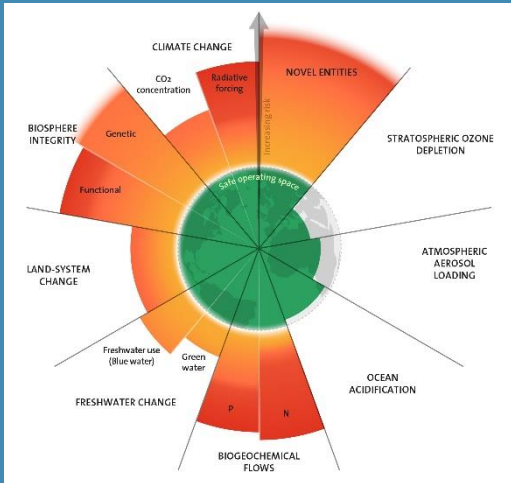 CLIMATE CHANGE
CO₂
concentration
Radiative
forcing
NOVEL ENTITIES
Increasing risk
STRATOSPHERIC OZONE
DEPLETION
ATMOSPHERIC
AEROSOL
LOADING
OCEAN
ACIDIFICATION
BIOGEOCHEMICAL
FLOWS
P
N
FRESHWATER CHANGE
Freshwater use
(Blue water)
Green
water
LAND-SYSTEM
CHANGE
BIOSPHERE
INTEGRITY
Genetic
Functional
Safe operating space